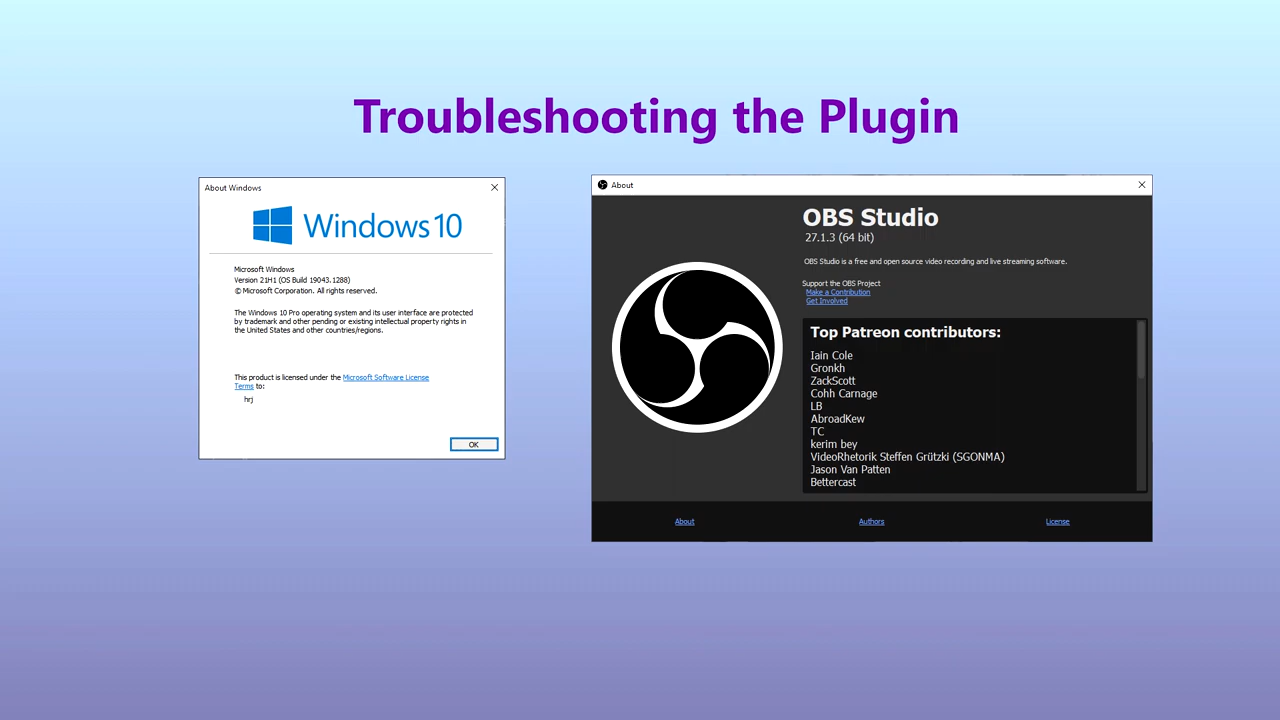 Troubleshooting the Plugin
About Windows
Windows 10
Microsoft Windows
Version 21H1 (OS Build 19043.1288)
© Microsoft Corporation. All rights reserved.
The Windows 10 Pro operating system and its user interface are protected
by trademark and other pending or existing intellectual property rights in
the United States and other countries/regions.
This product is licensed under the Microsoft Software License
Terms to:
hrj
OK
About
OBS Studio
27.1.3 (64 bit)
OBS Studio is a free and open source video recording and live streaming software.
Support the OBS Project
Make a Contribution
Get Involved
Top Patreon contributors:
Iain Cole
Gronkh
ZackScott
Cohh Carnage
LB
AbroadKew
TC
kerim bey
VideoRhetorik Steffen Grützki (SGONMA)
Jason Van Patten
Bettercast
About
Authors
License